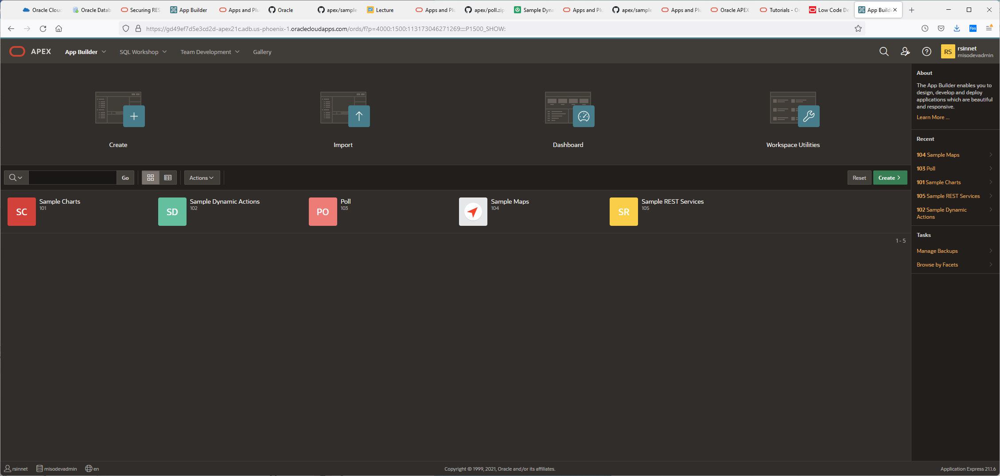 Oracle Clou
Oracle Datab
Securing RES
App Builder
Apps and Plu
Oracle
apex/sample
Lecture
Apps and Plu
apex/poll.zip
Sample Dyna
Apps and Plu
apex/sample
Apps and Plu
Oracle APEX
Tutorials - Or
Low Code De
App Builde
https://gd49ef7d5e3cd2d-apex21c.adb.us-phoenix-1.oraclecloudapps.com/ords/f?p=4000:1500:113173046271269::::P1500_SHOW:
fos
APEX
App Builder
SQL Workshop
Team Development
Gallery
RS
rsinnet
misodevadmin
Create
Import
Dashboard
Workspace Utilities
Go
Actions
Reset
Create
SC
Sample Charts
101
SD
Sample Dynamic Actions
102
PO
Poll
103
Sample Maps
104
SR
Sample REST Services
105
1 - 5
About
The App Builder enables you to
design, develop and deploy
applications which are beautiful
and responsive.
Learn More ...
Recent
104 Sample Maps
103 Poll
101 Sample Charts
105 Sample REST Services
102 Sample Dynamic
Actions
Tasks
Manage Backups
Browse by Facets
rsinnet
misodevadmin
en
Copyright © 1999, 2021, Oracle and/or its affiliates.
Application Express 21.1.6